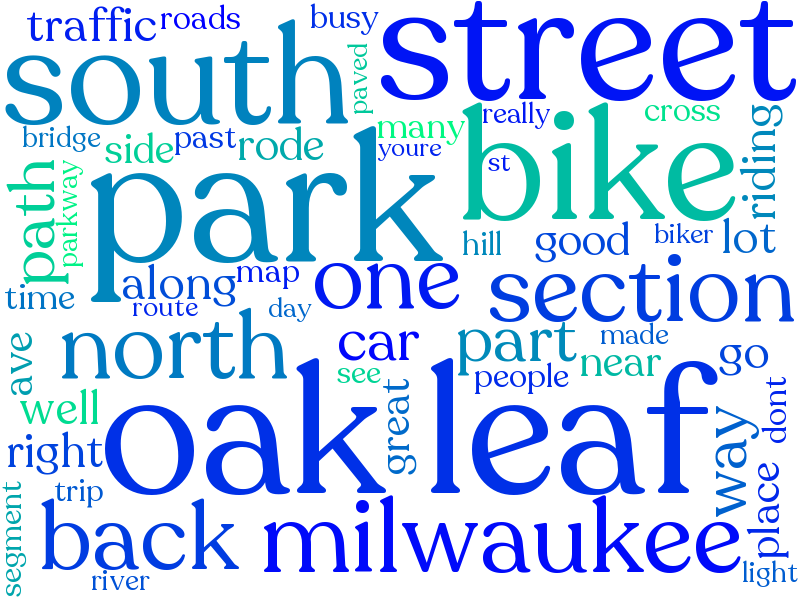 traffic
roads
busy
street
south
paved
bridge
side
past
rode
many
really
youre
cross
st
bike
riding
path
parkway
park
hill
good
biker
lot
time
along
map
route
day
one
section
ave
north
car
see
part
near
made
people
go
well
oak leaf
great
way
dont
right
trip
place
segment
back
river
milwaukee
light